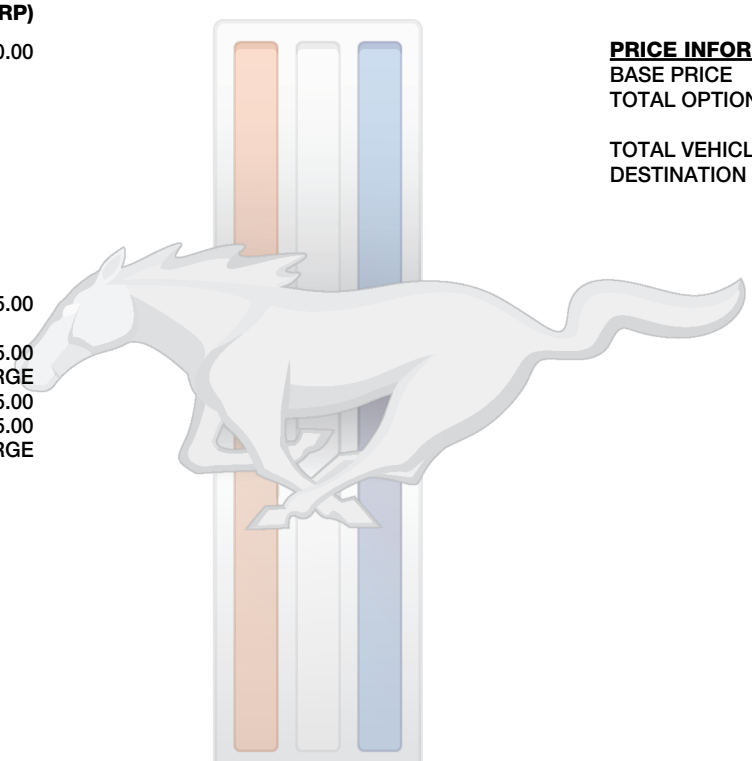 RP)
0.00
5.00
5.00
RGE
5.00
5.00
RGE
PRICE INFOR
BASE PRICE
TOTAL OPTION
TOTAL VEHICL
DESTINATION